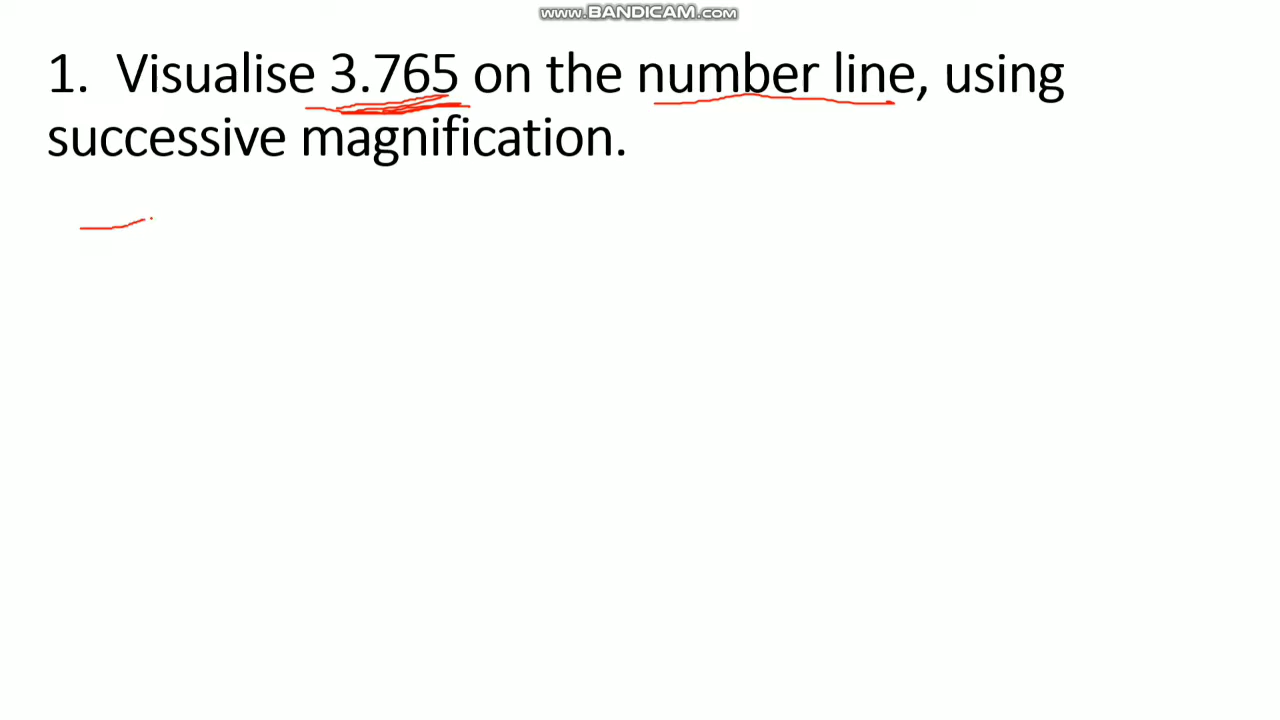 www.BANDICAM.com
1. Visualise 3.765 on the number line, using
successive magnification.